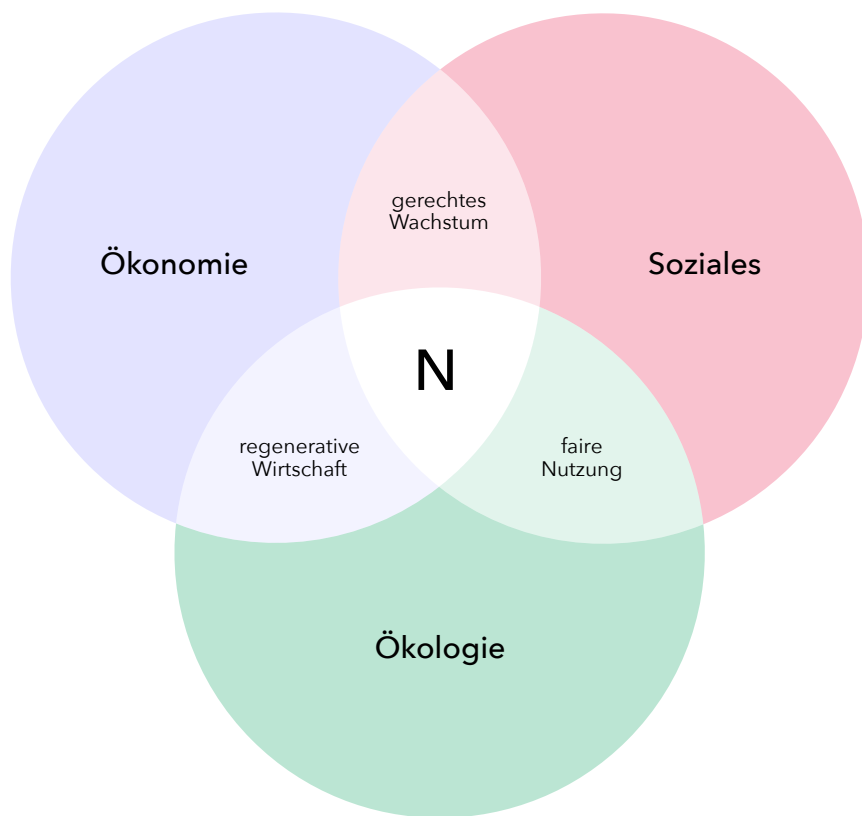 gerechtes
Wachstum
Ökonomie
Soziales
N
regenerative
Wirtschaft
faire
Nutzung
Ökologie